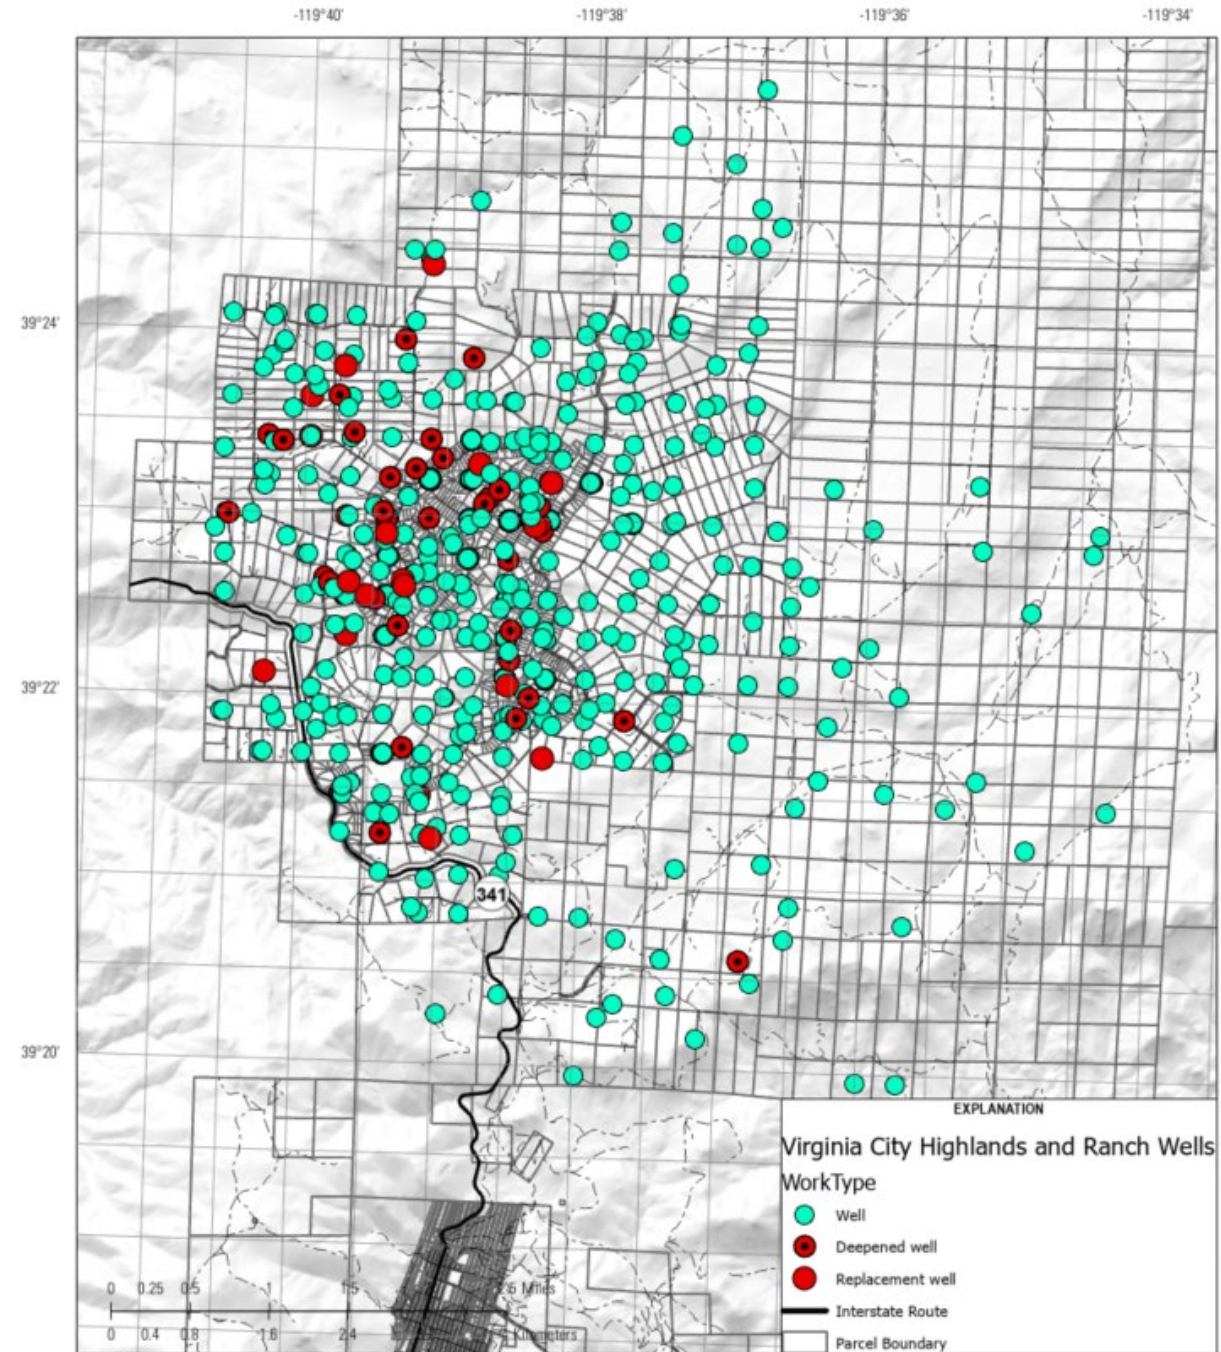 -119°40' -119°38' -119°36' -119°34'
39°24'
39°22'
341
39°20'
EXPLANATION
Virginia City Highlands and Ranch Wells
WorkType
Well
Deepened well
Replacement well
Interstate Route
Parcel Boundary
0 0.25 0.5 1 1.5 Miles
0 0.4 0.8 1.6 2.4 Kilometers